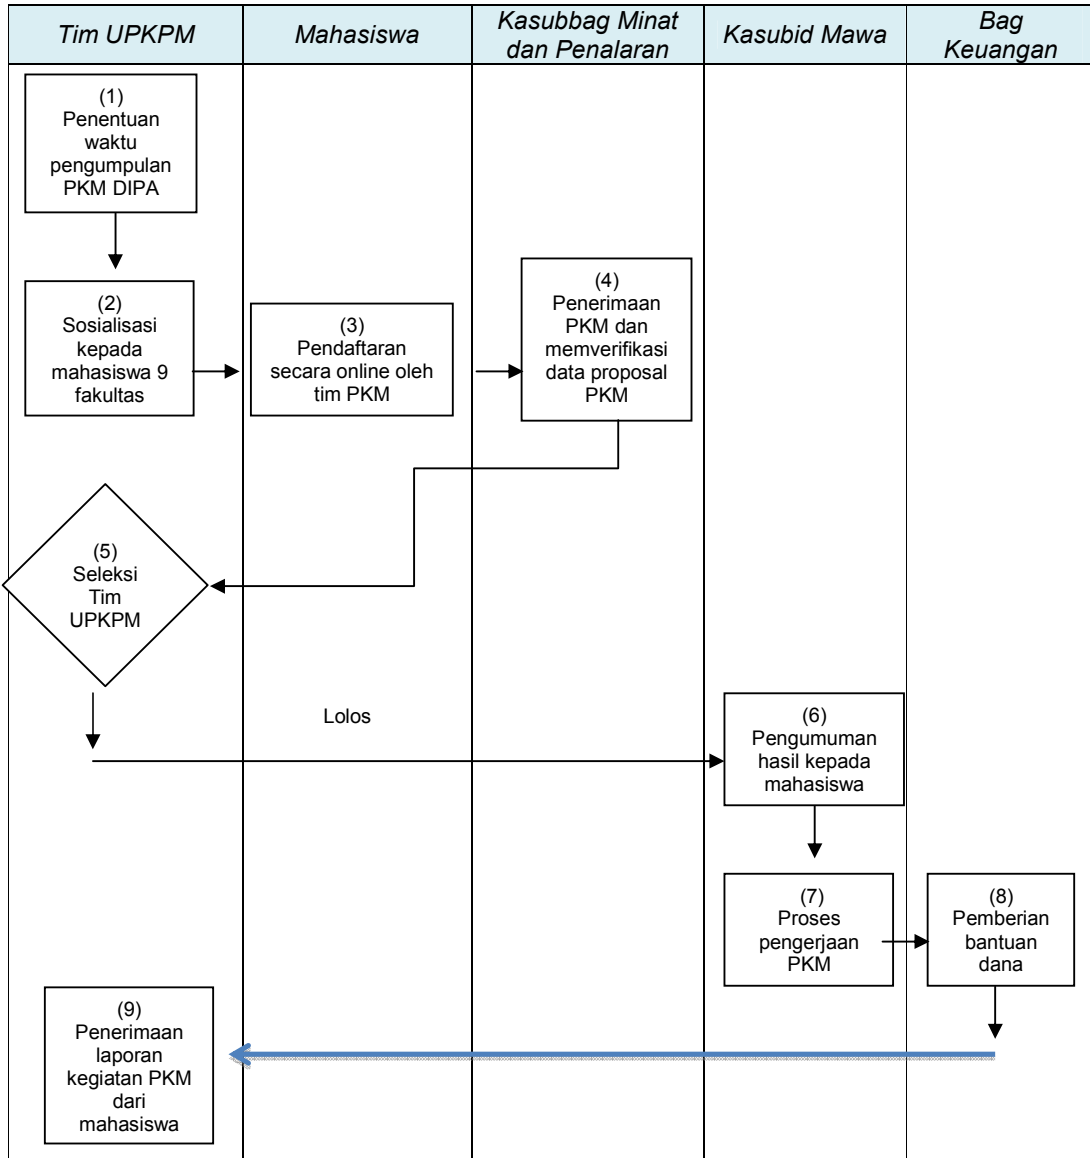 Tim UPKPM
Mahasiswa
Kasubbag Minat
dan Penalaran
Kasubid Mawa
Bag
Keuangan
(1)
Penentuan
waktu
pengumpulan
PKM DIPA
(2)
Sosialisasi
kepada
mahasiswa 9
fakultas
(3)
Pendaftaran
secara online oleh
tim PKM
(4)
Penerimaan
PKM dan
memverifikasi
data proposal
PKM
(5)
Seleksi
Tim
UPKPM
Lolos
(6)
Pengumuman
hasil kepada
mahasiswa
(7)
Proses
pengerjaan
PKM
(8)
Pemberian
bantuan
dana
(9)
Penerimaan
laporan
kegiatan PKM
dari
mahasiswa